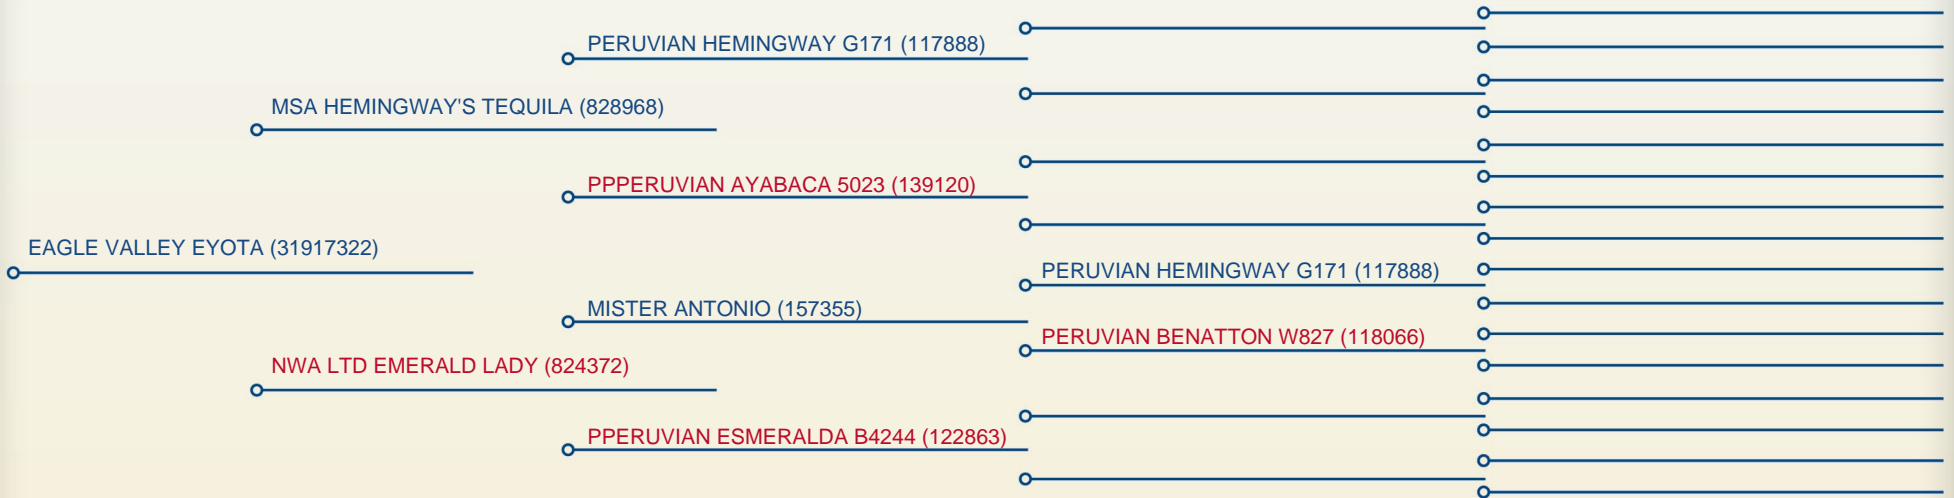 PERUVIAN HEMINGWAY G171 (117888)
MSA HEMINGWAY'S TEQUILA (828968)
PPPERUVIAN AYABACA 5023 (139120)
EAGLE VALLEY EYOTA (31917322)
PERUVIAN HEMINGWAY G171 (117888)
MISTER ANTONIO (157355)
PERUVIAN BENATTON W827 (118066)
NWA LTD EMERALD LADY (824372)
PPERUVIAN ESMERALDA B4244 (122863)